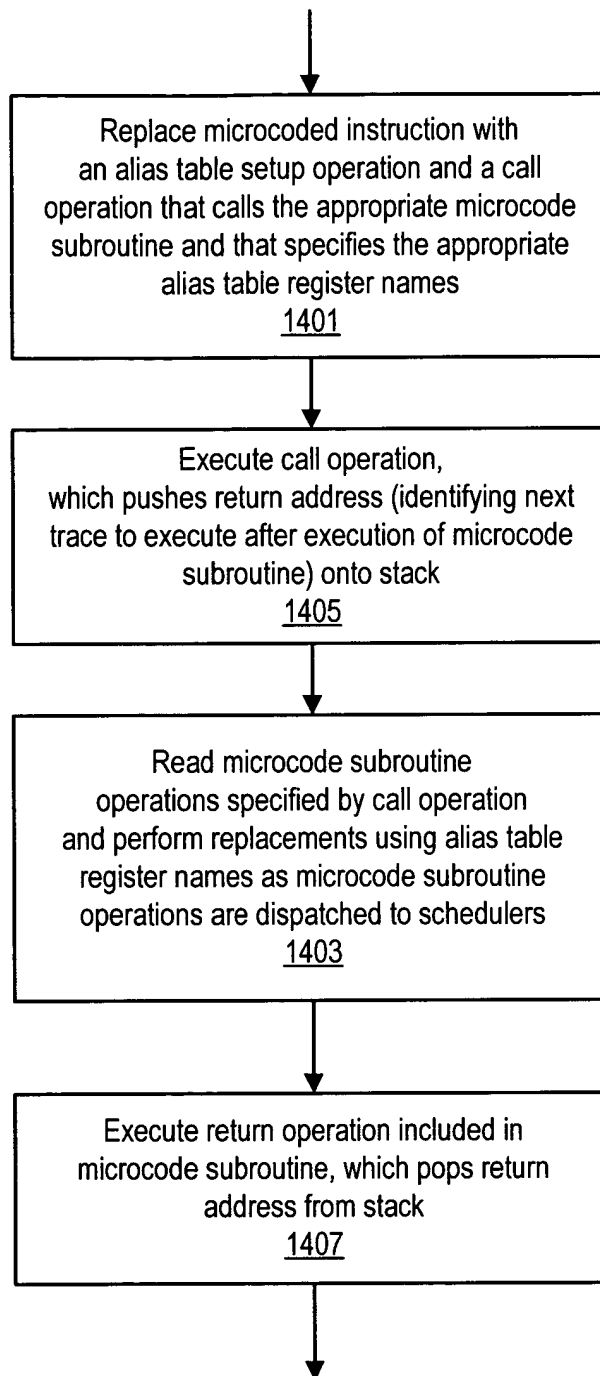 Replace microcoded instruction with
an alias table setup operation and a call
operation that calls the appropriate microcode
subroutine and that specifies the appropriate
alias table register names
1401
Execute call operation,
which pushes return address (identifying next
trace to execute after execution of microcode
subroutine) onto stack
1405
Read microcode subroutine
operations specified by call operation
and perform replacements using alias table
register names as microcode subroutine
operations are dispatched to schedulers
1403
Execute return operation included in
microcode subroutine, which pops return
address from stack
1407